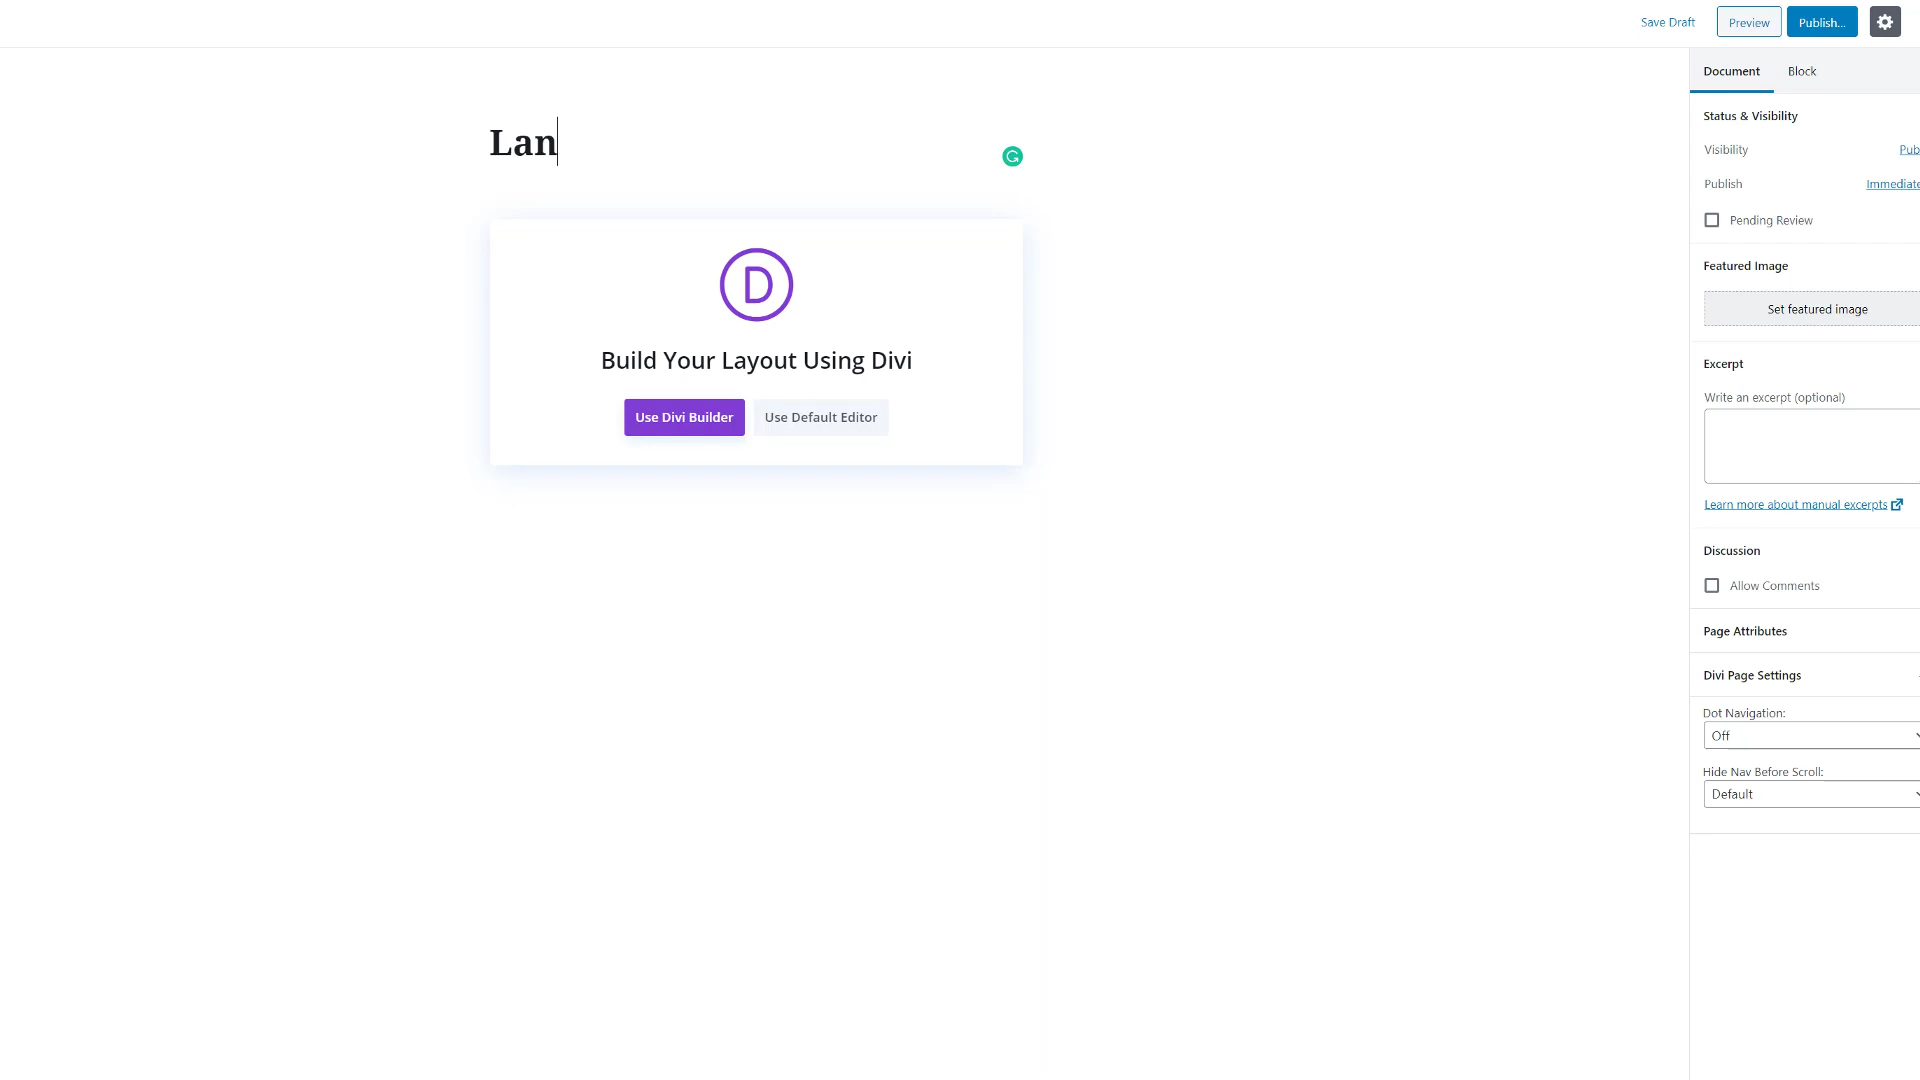 Save Draft
Preview
Publish...
Document
Block
Lan
Status & Visibility
Visibility
Pub
Publish
Immediate
Pending Review
D
Featured Image
Set featured image
Build Your Layout Using Divi
Excerpt
Write an excerpt (optional)
Use Divi Builder
Use Default Editor
Learn more about manual excerpts
Discussion
Allow Comments
Page Attributes
Divi Page Settings
Dot Navigation:
Off
Hide Nav Before Scroll:
Default